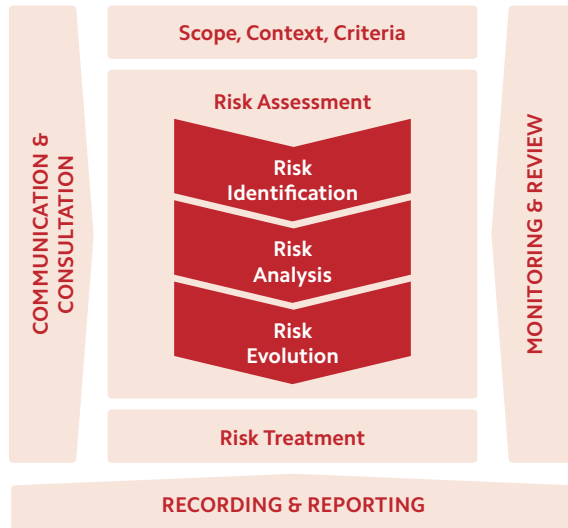 Scope, Context, Criteria
Risk Assessment
Risk
Identification
Risk
Analysis
Risk
Evolution
Risk Treatment
COMMUNICATION &
CONSULTATION
MONITORING & REVIEW
RECORDING & REPORTING